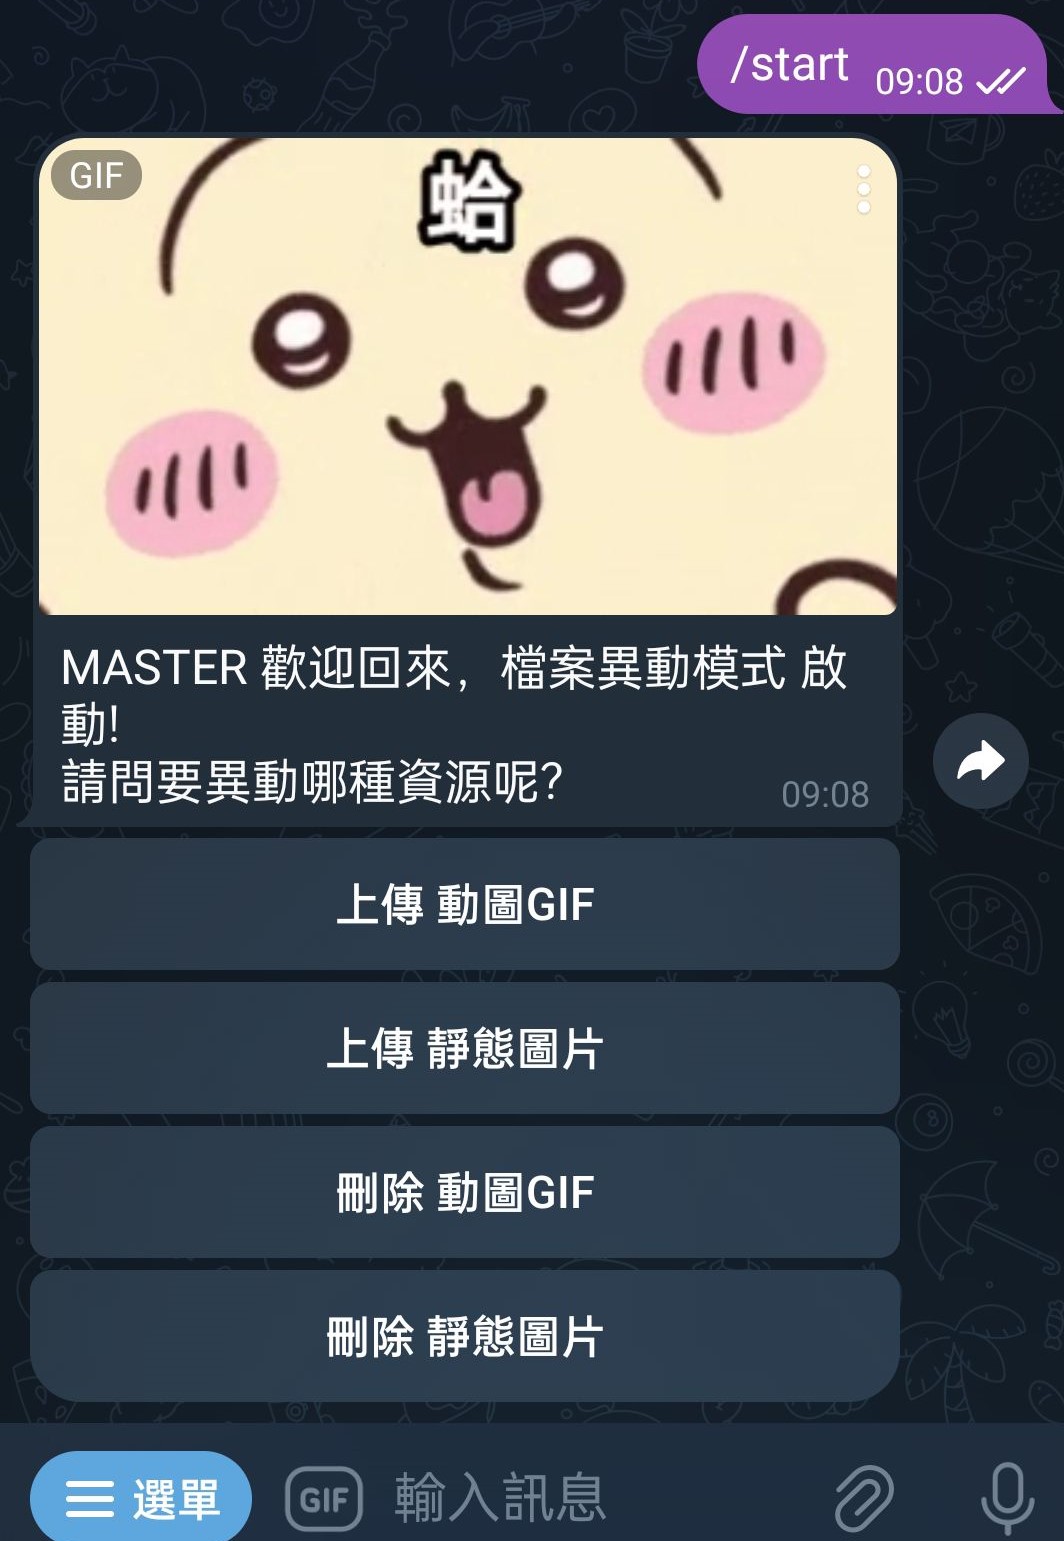 /start 09:08
GIF
蛤
MASTER 歡迎回來，檔案異動模式 啟
動!
請問要異動哪種資源呢?
09:08
上傳 動圖GIF
上傳 靜態圖片
刪除 動圖GIF
刪除 靜態圖片
選單 GIF 輸入訊息